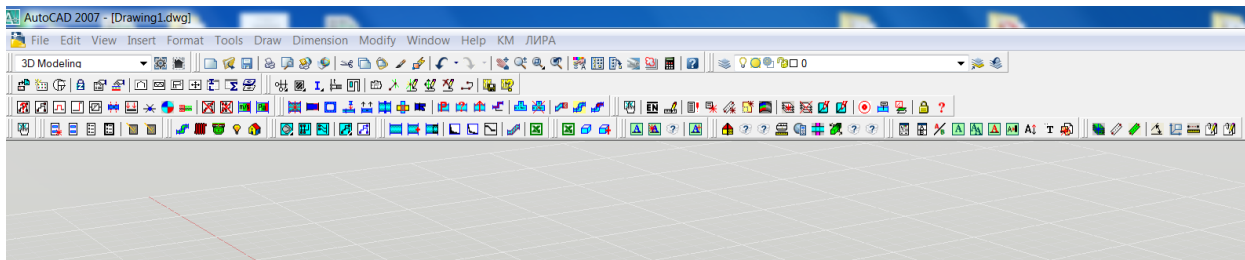 AutoCAD 2007 - [Drawing1.dwg]
File Edit View Insert Format Tools Draw Dimension Modify Window Help КМ ЛИРА
3D Modeling 0